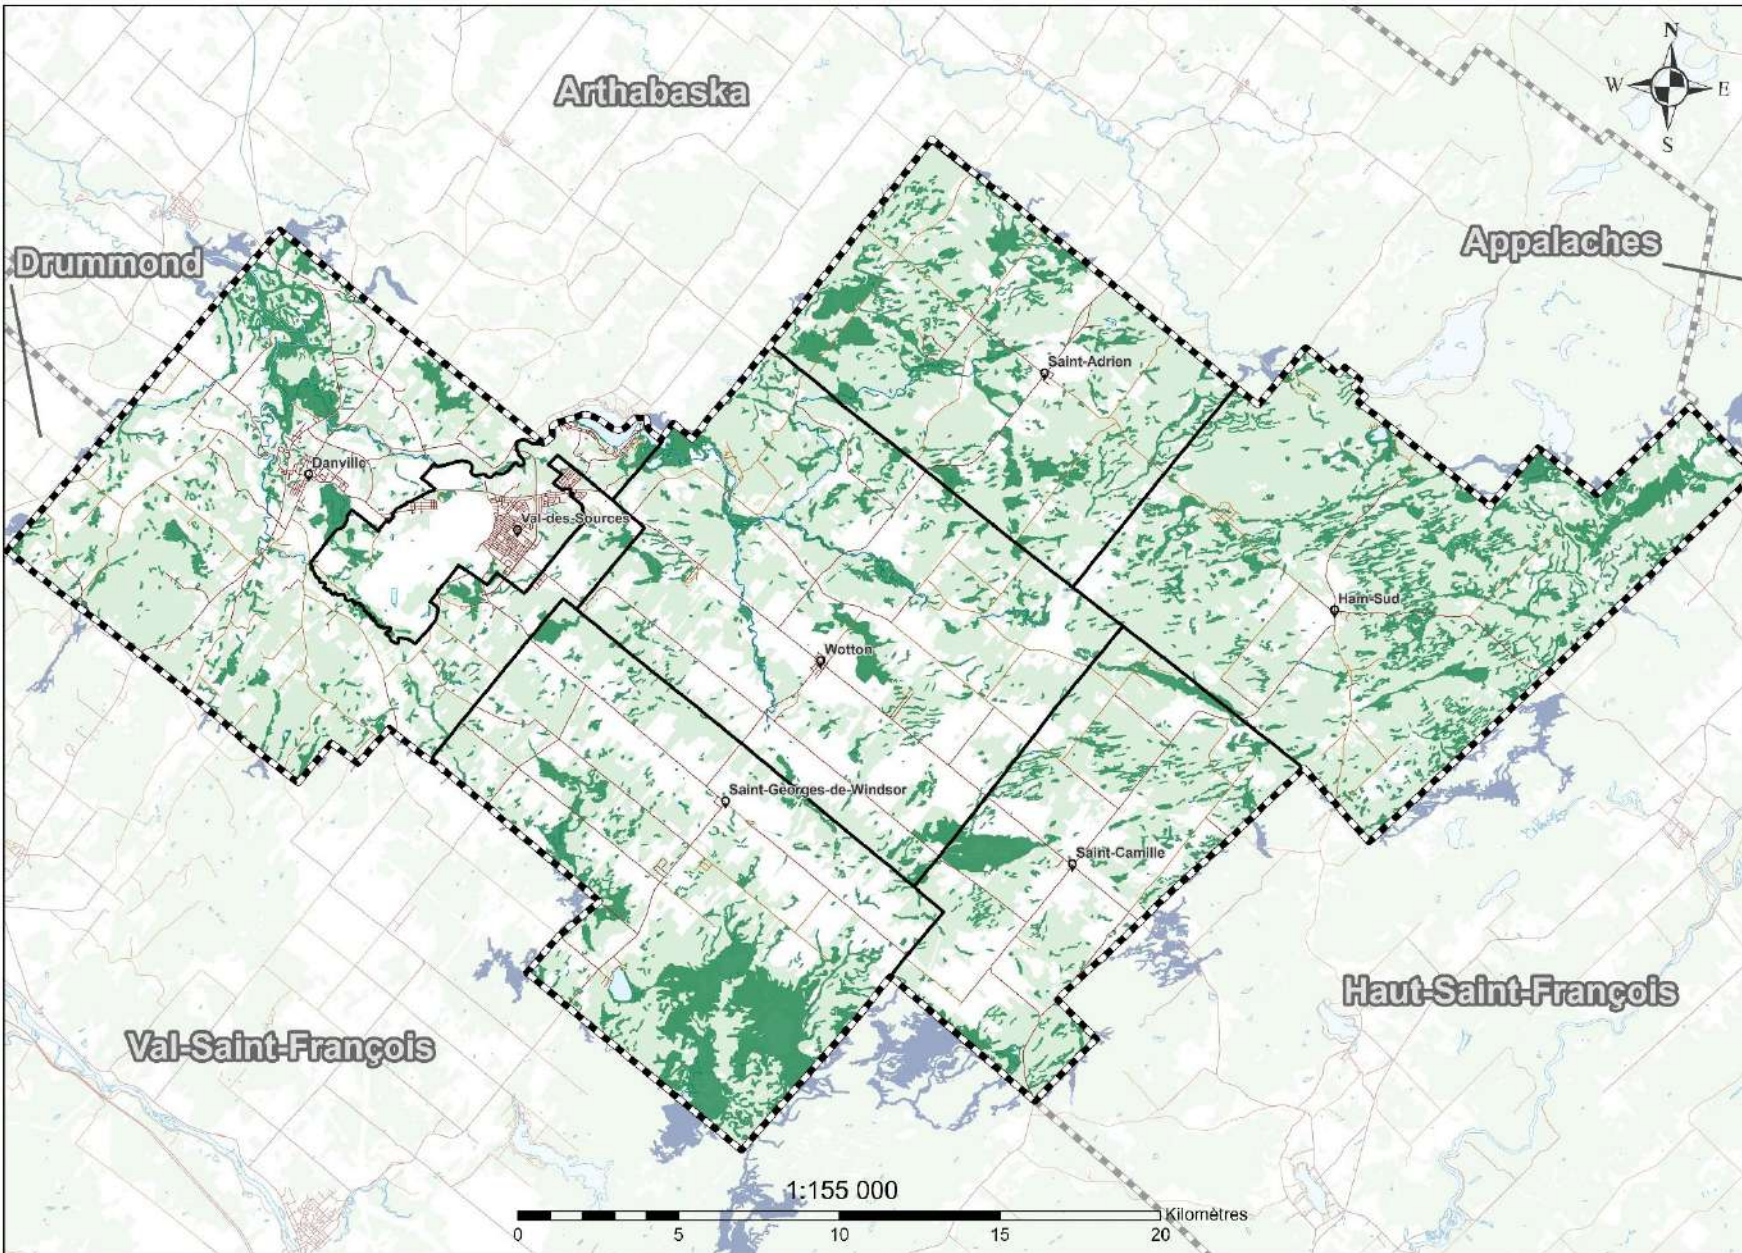 N
Arthabaska
W
E
S
Drummond
Appalaches
Saint-Adrien
Danville
Val-des-Sources
Ham-Sud
Wotton
Saint-Georges-de-Windsor
Saint-Camille
Haut-Saint-François
Val-Saint-François
1:155 000
Kilomètres
0 5 10 15 20